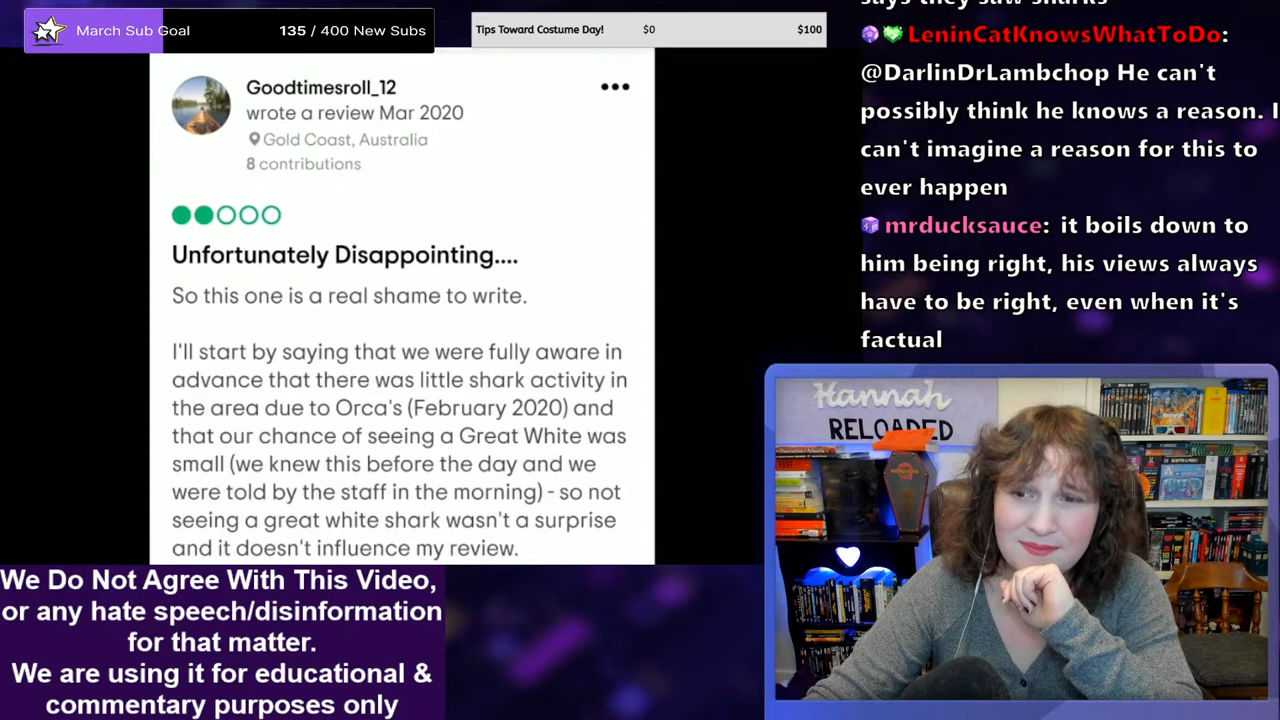 March Sub Goal
135 / 400 New Subs
Tips Toward Costume Day!
$0
$100
Goodtimesroll_12
wrote a review Mar 2020
Gold Coast, Australia
8 contributions
Unfortunately Disappointing....
So this one is a real shame to write.
I'll start by saying that we were fully aware in
advance that there was little shark activity in
the area due to Orca's (February 2020) and
that our chance of seeing a Great White was
small (we knew this before the day and we
were told by the staff in the morning) - so not
seeing a great white shark wasn't a surprise
and it doesn't influence my review.
We Do Not Agree With This Video,
or any hate speech/disinformation
for that matter.
We are using it for educational &
commentary purposes only
says they saw sharks
LeninCatKnowsWhatToDo:
@DarlinDrLambchop He can't
possibly think he knows a reason. I
can't imagine a reason for this to
ever happen
mrducksauce: it boils down to
him being right, his views always
have to be right, even when it's
factual
Hannah
RELOADED